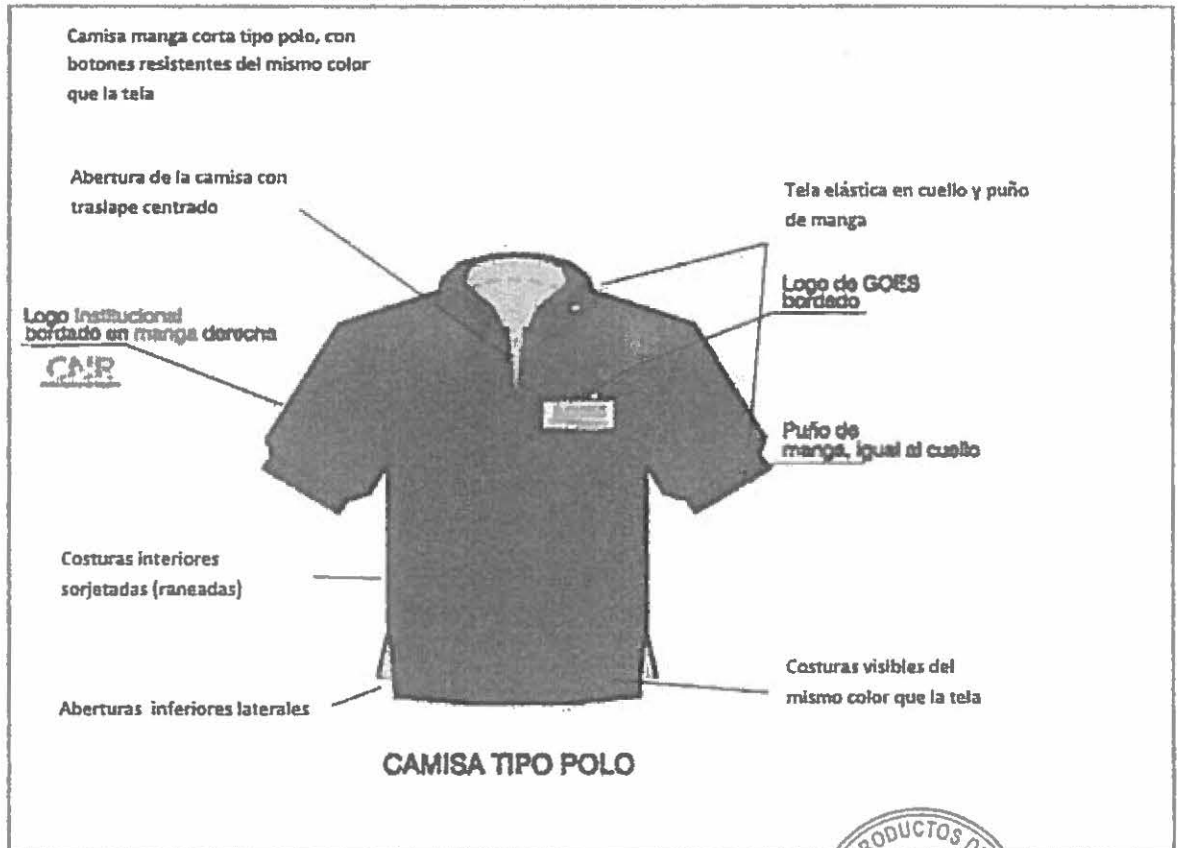 Camisa manga corta tipo polo, con
botones resistentes del mismo color
que la tela
Abertura de la camisa con
traslape centrado
Tela elástica en cuello y puño
de manga
Logo de GOES
bordado
Logo Institucional
bordado en manga derecha
CNR
Puño de
manga, igual al cuello
Costuras interiores
sorjetadas (raneadas)
Costuras visibles del
mismo color que la tela
Aberturas inferiores laterales
CAMISA TIPO POLO